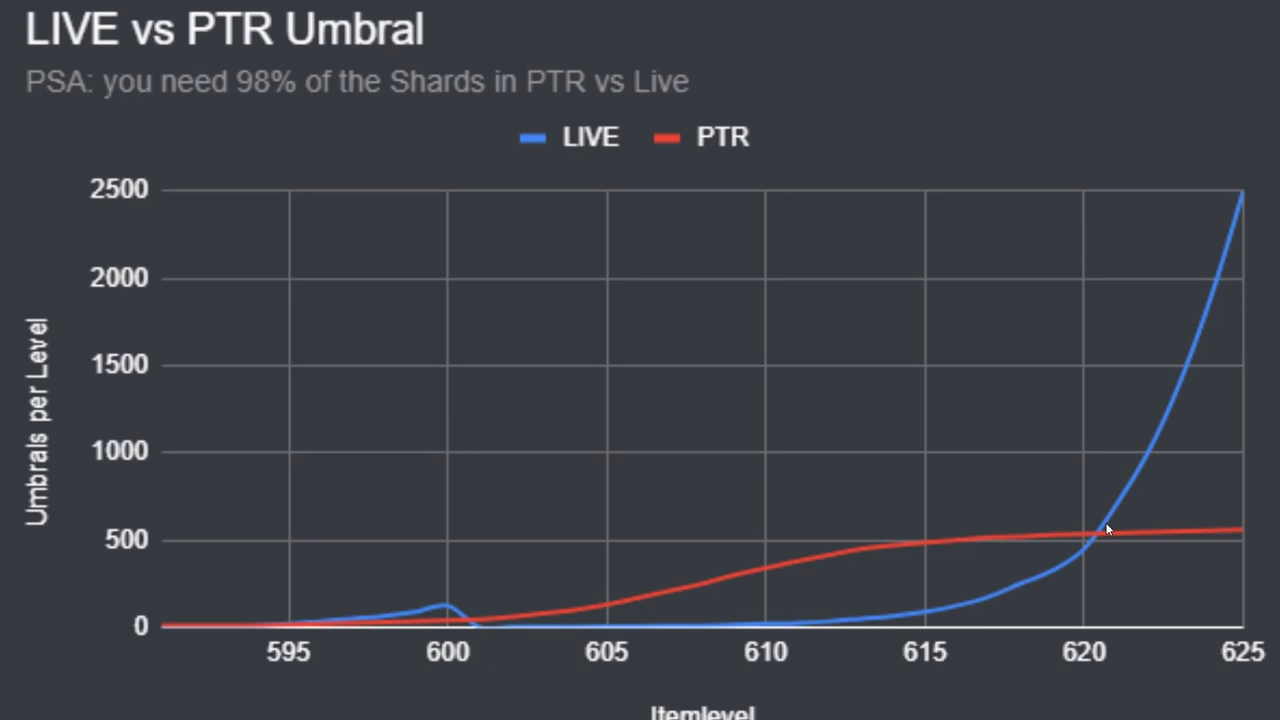 LIVE vs PTR Umbral
PSA: you need 98% of the Shards in PTR vs Live
LIVE PTR
2500
2000
1500
1000
500
0
Umbrals per Level
595 600 605 610 615 620 625
Itemlevel